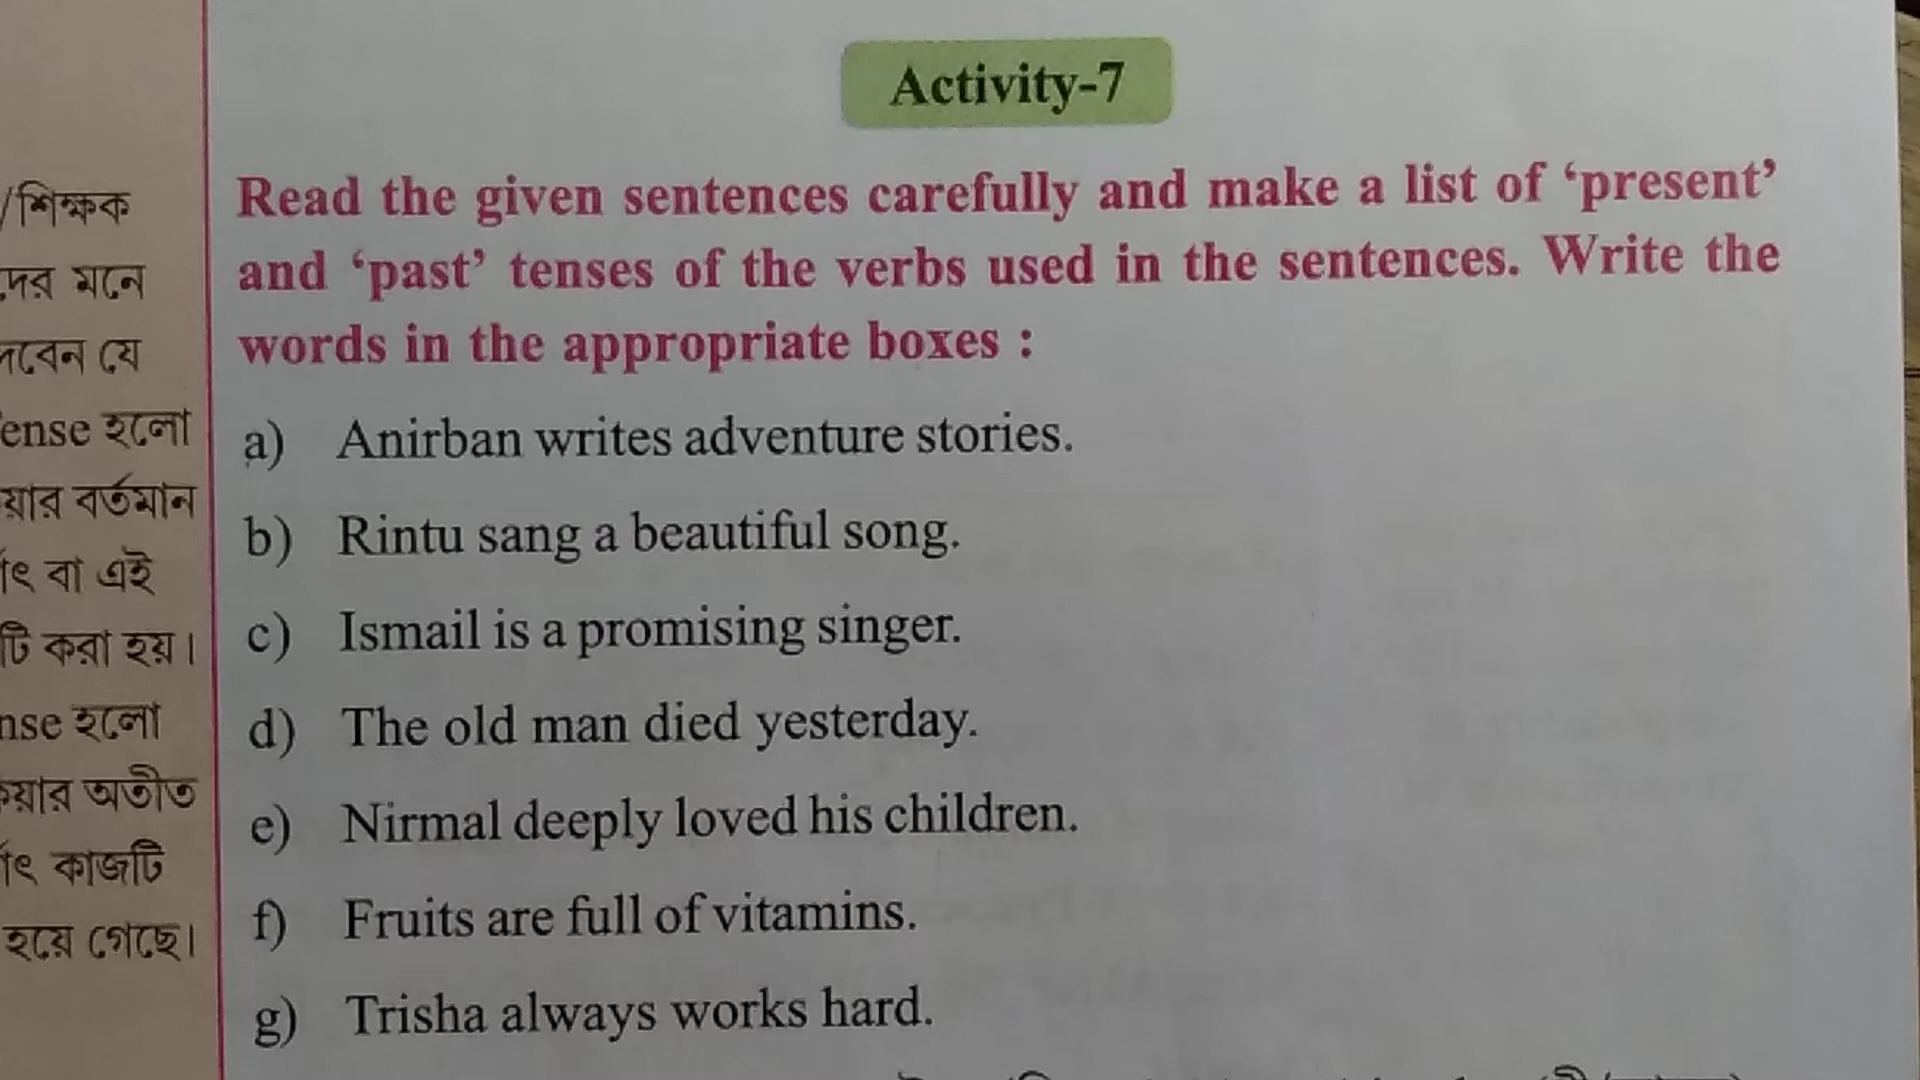 Activity-7
Read the given sentences carefully and make a list of ‘present’
and ‘past’ tenses of the verbs used in the sentences. Write the
words in the appropriate boxes :
a) Anirban writes adventure stories.
b) Rintu sang a beautiful song.
c) Ismail is a promising singer.
d) The old man died yesterday.
e) Nirmal deeply loved his children.
f) Fruits are full of vitamins.
g) Trisha always works hard.
/শিক্ষক
মনে
যে
হলো
বর্তমান
বা এই
করা হয়।
হলো
অতীত
কাজটি
হয়ে গেছে।